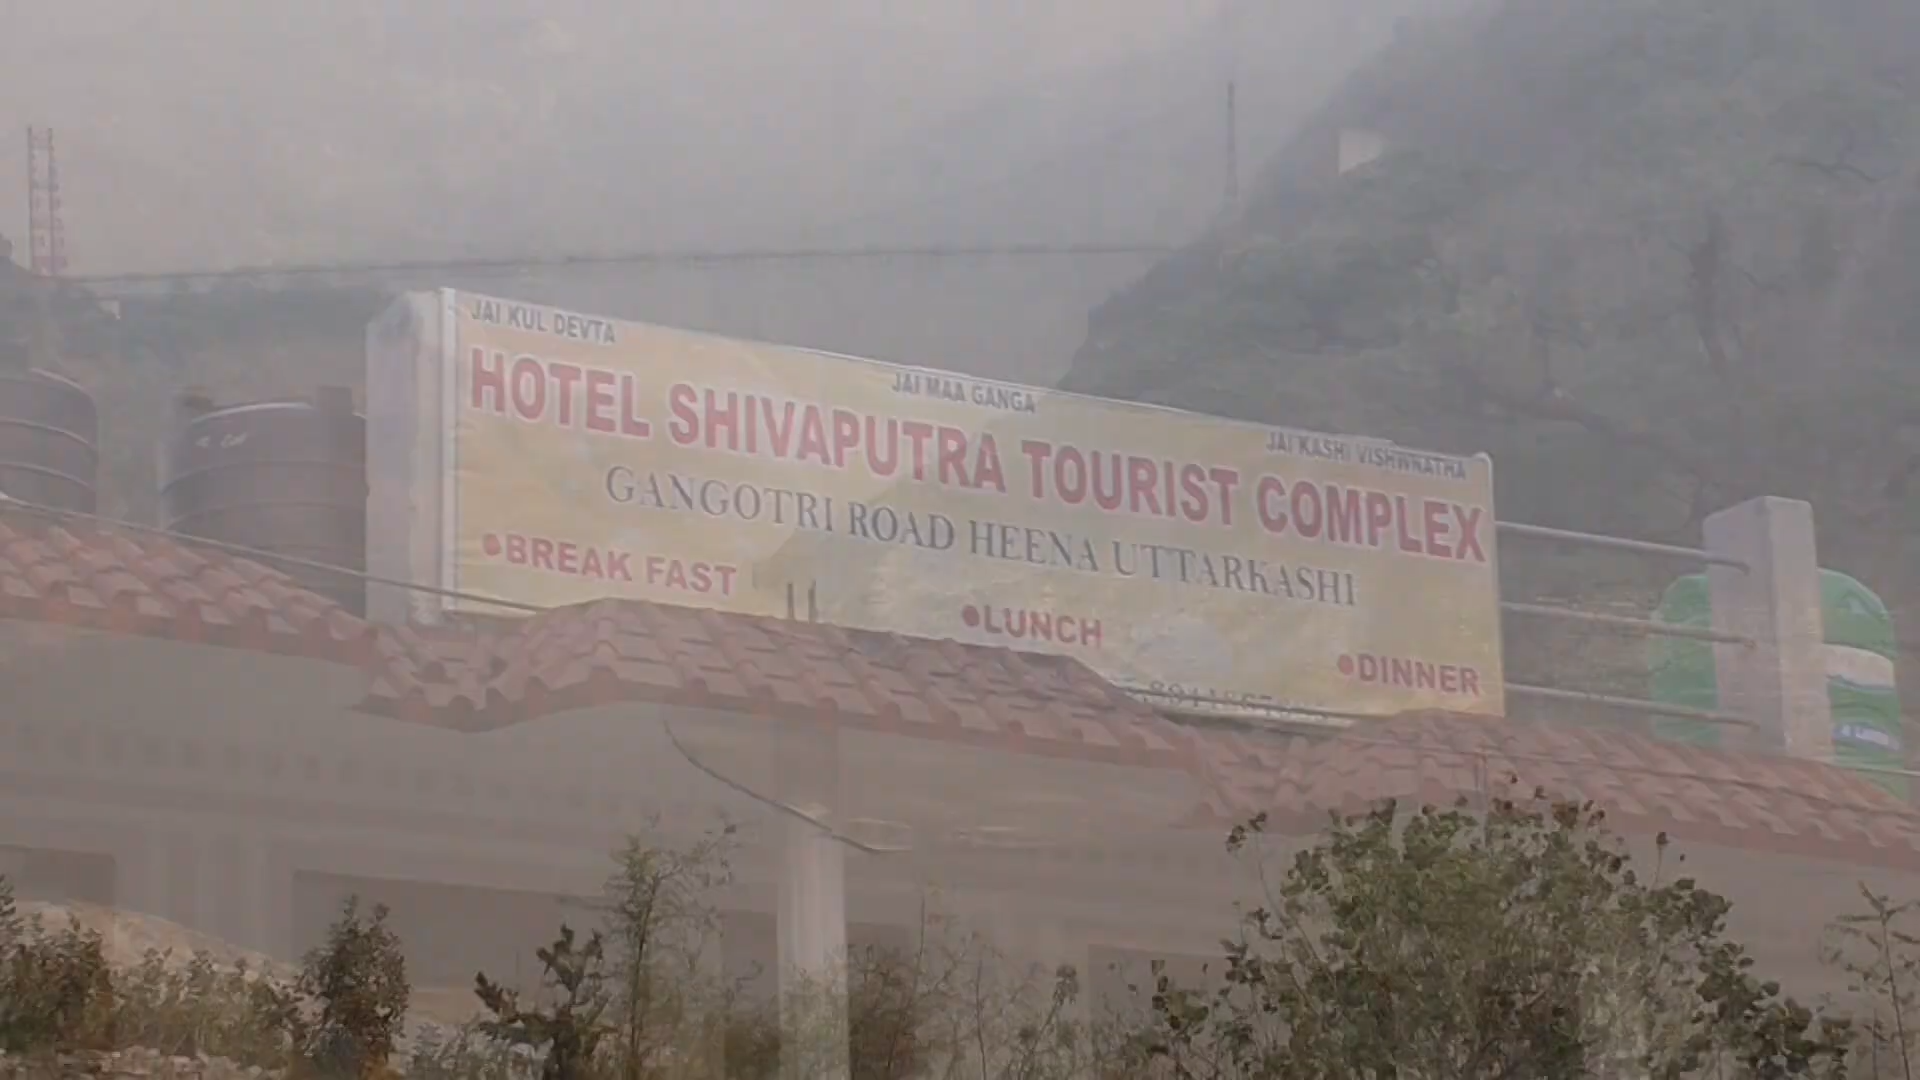 JAI KUL DEVTA
JAI MAA GANGA
JAI KASHI VISHWNATHA
HOTEL SHIVAPUTRA TOURIST COMPLEX
GANGOTRI ROAD HEENA UTTARKASHI
●BREAK FAST
●LUNCH
●DINNER